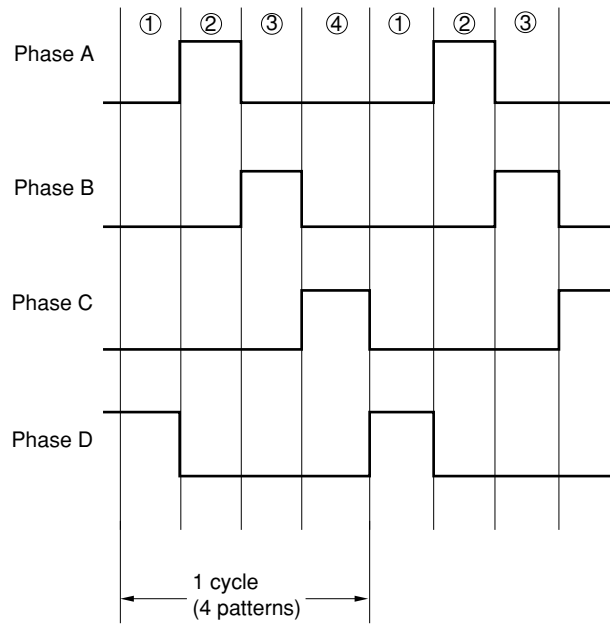 ① ② ③ ④ ① ② ③
Phase A
Phase B
Phase C
Phase D
1 cycle
(4 patterns)